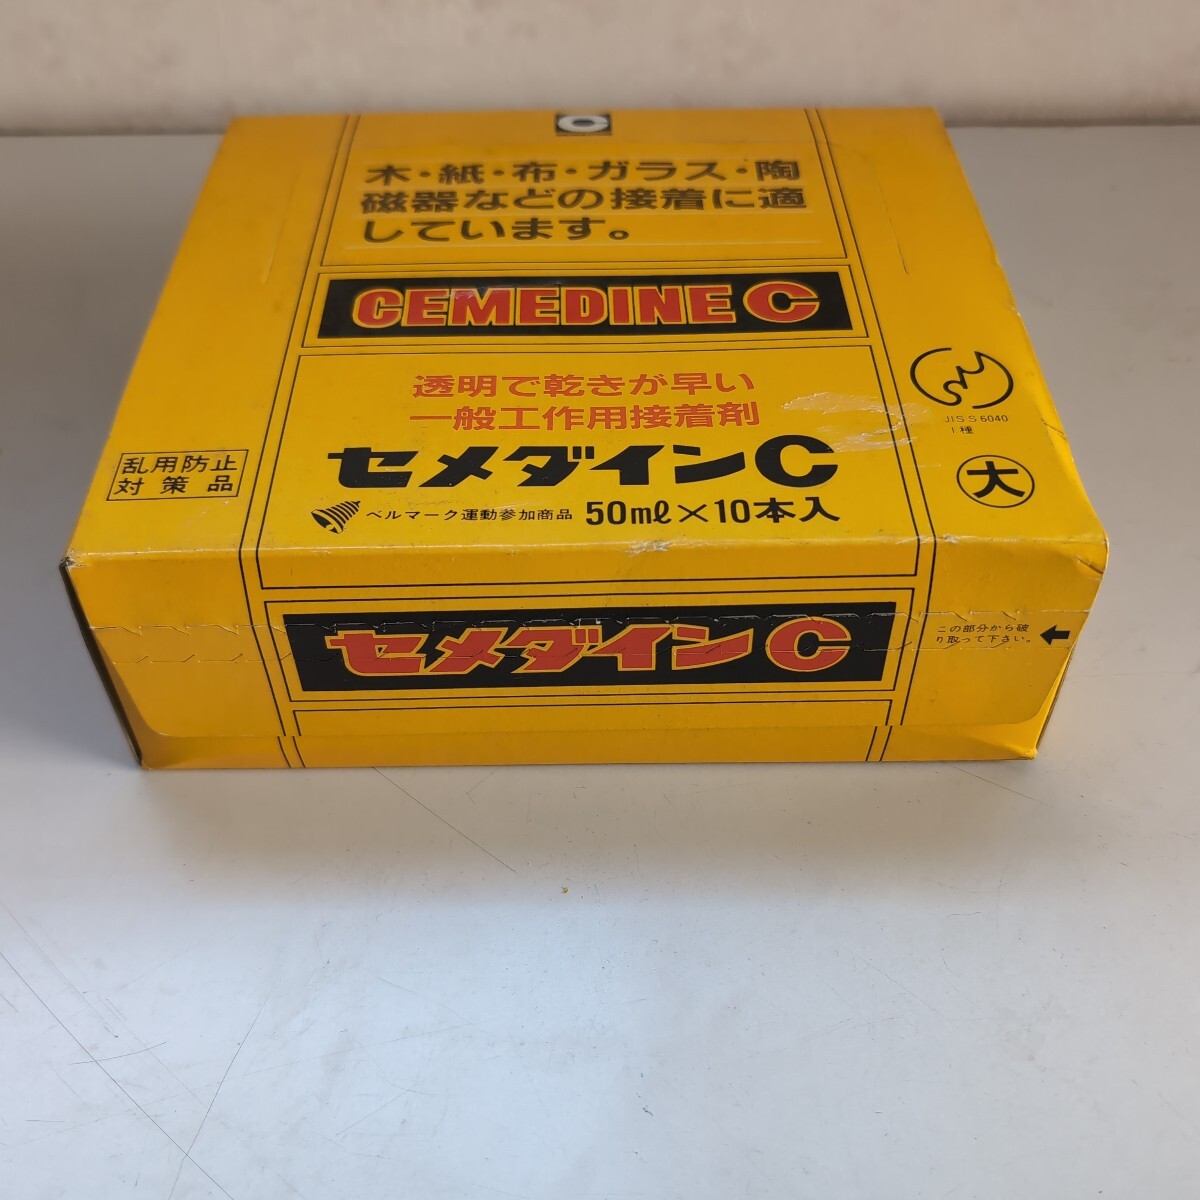 C
木・紙・布・ガラス・陶
磁器などの接着に適
しています。
CEMEDINE C
透明で乾きが早い
一般工作用接着剤
セメダインC
ベルマーク運動参加商品 50mℓ×10本入
乱用防止
対策品
JIS S 6040
1種
大
セメダインC
この部分から破
り取って下さい。